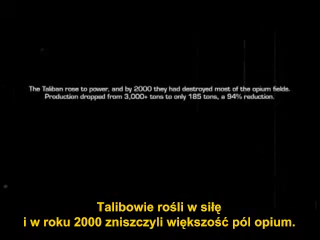 The Taliban rose to power, and by 2000 they had destroyed most of the opium fields.
Production dropped from 3,000+ tons to only 185 tons, a 94% reduction.
Talibowie rośli w siłę
i w roku 2000 zniszczyli większość pól opium.